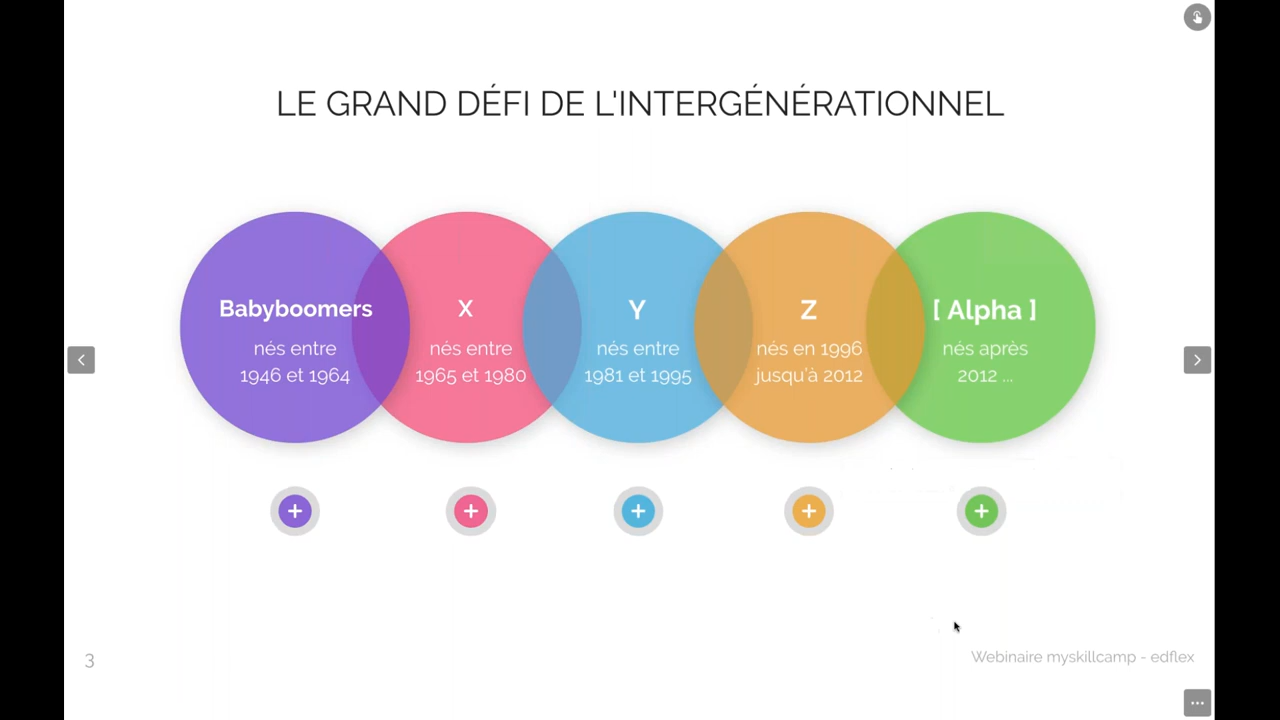 LE GRAND DÉFI DE L'INTERGÉNÉRATIONNEL
Babyboomers
nés entre
1946 et 1964
X
nés entre
1965 et 1980
Y
nés entre
1981 et 1995
Z
nés en 1996
jusqu'à 2012
[ Alpha ]
nés après
2012 ...
3
Webinaire myskillcamp - edflex